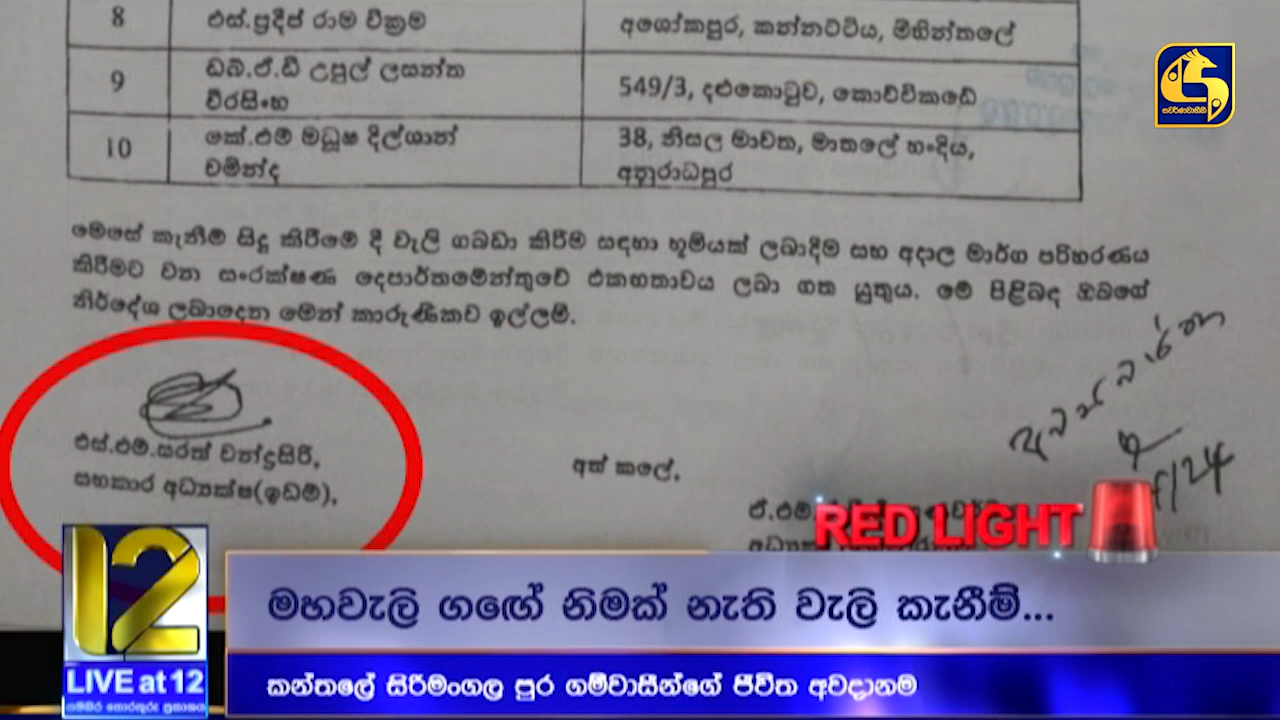 8 එස්.ප්‍රදීප් රාම වික්‍රම අශෝකපුර, කන්නට්ටිය, මිහින්තලේ
9 ඩබ්.ඒ.ඩී උපුල් ලසන්ත 549/3, දළුකොටුව, කොච්චිකඩේ
වීරසිංහ
10 කේ.එම් මධුෂ දිල්ශාන් 38, නිසල මාවත, මාතලේ හංදිය,
චමින්ද අනුරාධපුර
මෙසේ කැනීම් සිදු කිරීමේ දී වැලි ගබඩා කිරීම සඳහා භූමියක් ලබාදීම සහ අදාල මාර්ග පරිහරණය
කිරීමට වන සංරක්ෂණ දෙපාර්තමේන්තුවේ එකඟතාවය ලබා ගත යුතුය. මේ පිළිබඳ ඔබගේ
නිර්දේශ ලබාදෙන මෙන් කාරුණිකව ඉල්ලමි.
එස්.එම්.සරත් චන්ද්‍රසිරි,
සහකාර අධ්‍යක්ෂ(ඉඩම්),
අත් කලේ,
ස්වර්ණවාහිනී
RED LIGHT
12
LIVE at 12
මහවැලි ගඟේ නිමක් නැති වැලි කැනීම්...
කන්තලේ සිරිමංගල පුර ගම්වාසීන්ගේ ජීවිත අවදානම